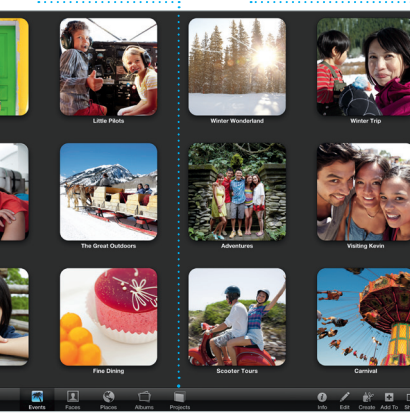 Little Pilots
Winter Wonderland
Winter Trip
The Great Outdoors
Adventures
Visiting Kevin
Fine Dining
Scooter Tours
Carnival
Events
Faces
Places
Albums
Projects
Info
Edit
Create
Add To
Sh